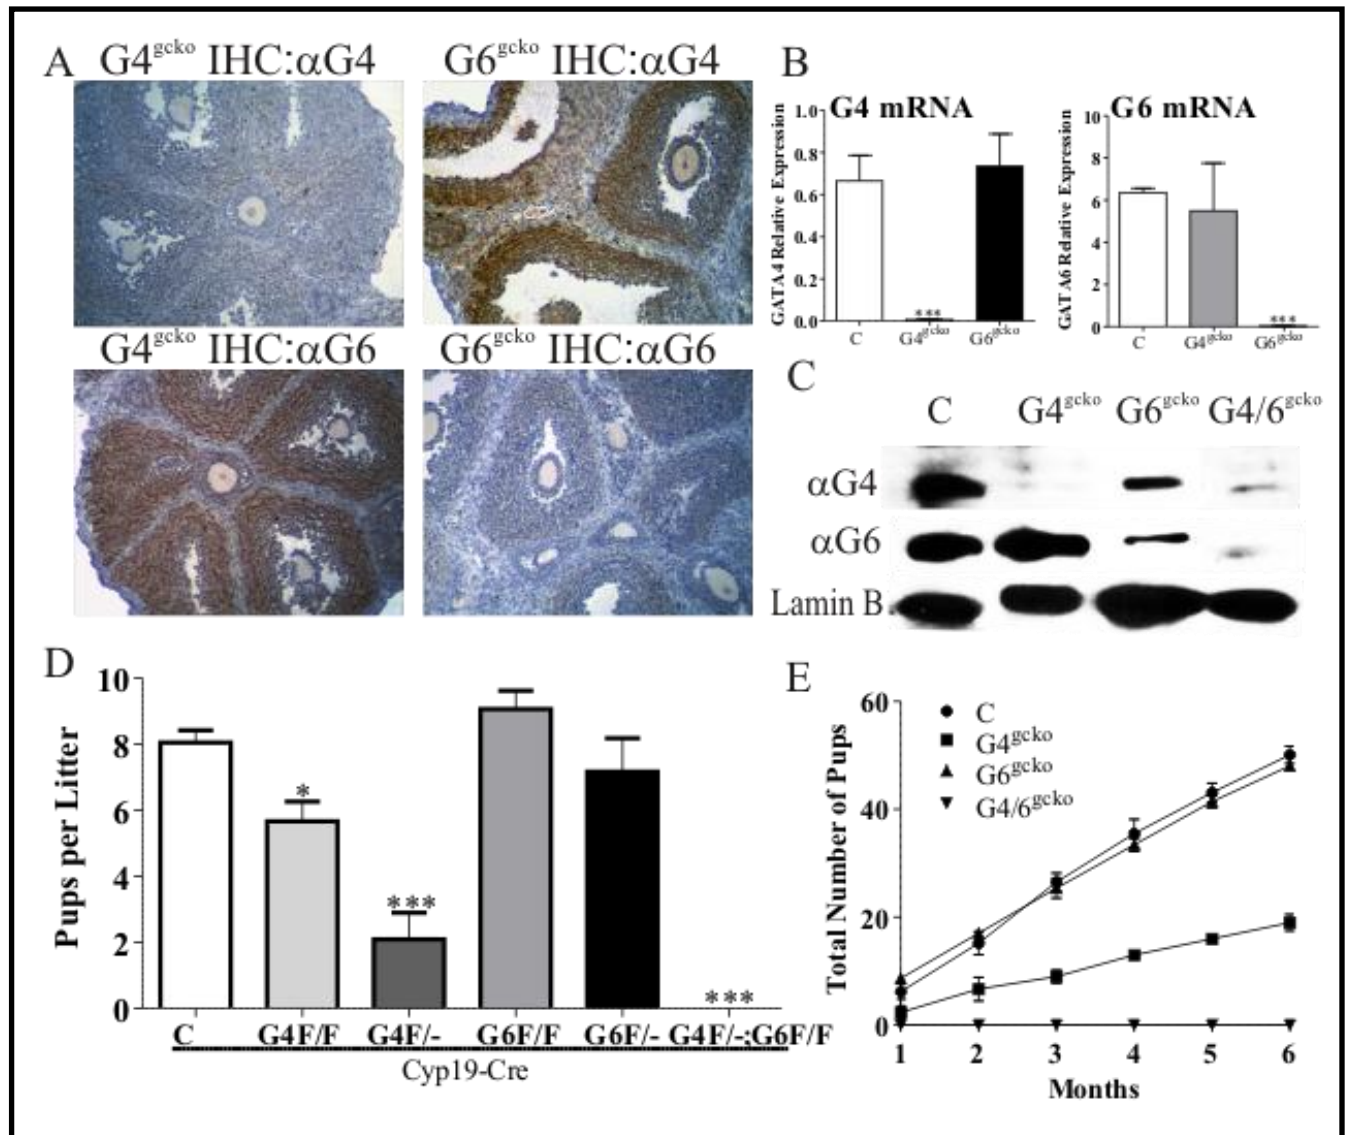 A
G4gcko IHC:αG4
G6gcko IHC:αG4
G4gcko IHC:αG6
G6gcko IHC:αG6
B
G4 mRNA
GATA4 Relative Expression
1.0
0.8
0.6
0.4
0.2
0.0
***
C G4gcko G6gcko
G6 mRNA
GATA6 Relative Expression
10
8
6
4
2
0
***
C G4gcko G6gcko
C
C G4gcko G6gcko G4/6gcko
αG4
αG6
Lamin B
D
Pups per Litter
10
8
6
4
2
0
*
***
***
C G4F/F G4F/- G6F/F G6F/- G4F/-;G6F/F
Cyp19-Cre
E
Total Number of Pups
60
40
20
0
C
G4gcko
G6gcko
G4/6gcko
1 2 3 4 5 6
Months